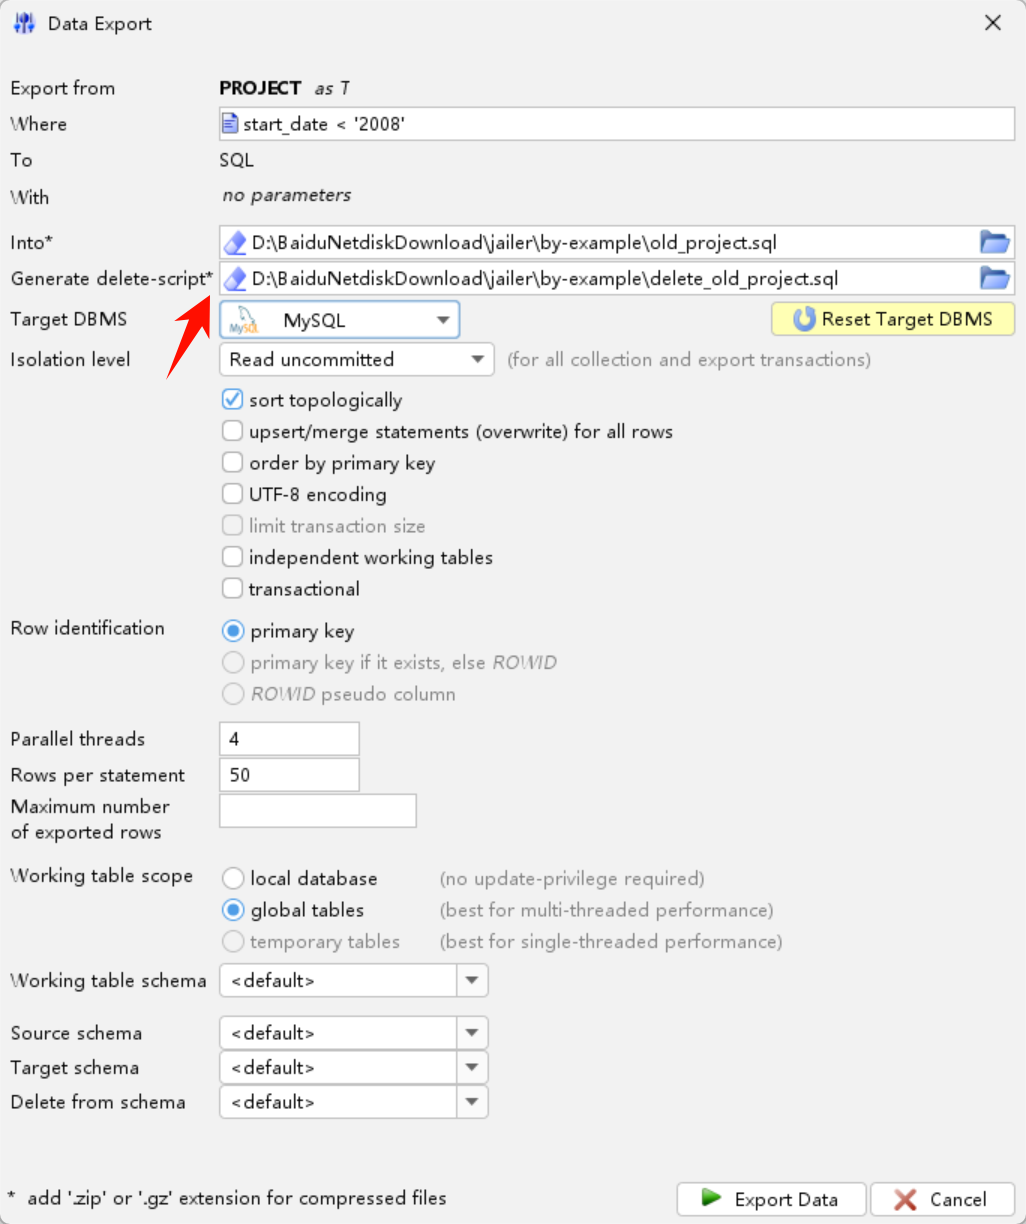 Data Export
Export from PROJECT as T
Where start_date < '2008'
To SQL
With no parameters
Into* D:\BaiduNetdiskDownload\jailer\by-example\old_project.sql
Generate delete-script* D:\BaiduNetdiskDownload\jailer\by-example\delete_old_project.sql
Target DBMS MySQL MySQL Reset Target DBMS
Isolation level Read uncommitted (for all collection and export transactions)
sort topologically
upsert/merge statements (overwrite) for all rows
order by primary key
UTF-8 encoding
limit transaction size
independent working tables
transactional
Row identification primary key
primary key if it exists, else ROWID
ROWID pseudo column
Parallel threads 4
Rows per statement 50
Maximum number
of exported rows
Working table scope local database (no update-privilege required)
global tables (best for multi-threaded performance)
temporary tables (best for single-threaded performance)
Working table schema <default>
Source schema <default>
Target schema <default>
Delete from schema <default>
* add '.zip' or '.gz' extension for compressed files Export Data Cancel